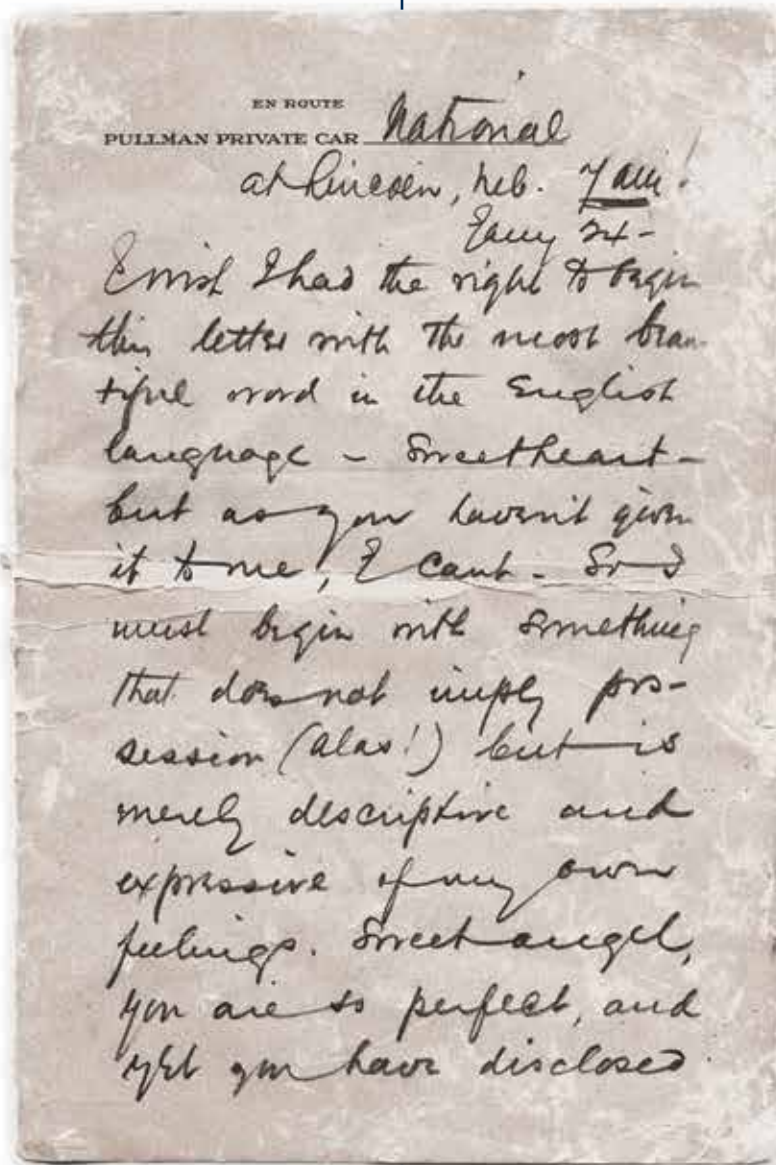 EN ROUTE
PULLMAN PRIVATE CAR National
at Lincoln, Neb. 7 am!
Jany 24-
I wish I had the right to begin
this letter with the most beau-
tiful word in the English
language - Sweetheart -
but as you haven't given
it to me, I can't - So I
must begin with something
that does not imply pos-
session (alas!) but is
merely descriptive and
expressive of my own
feelings. Sweet angel,
you are so perfect, and
yet you have disclosed